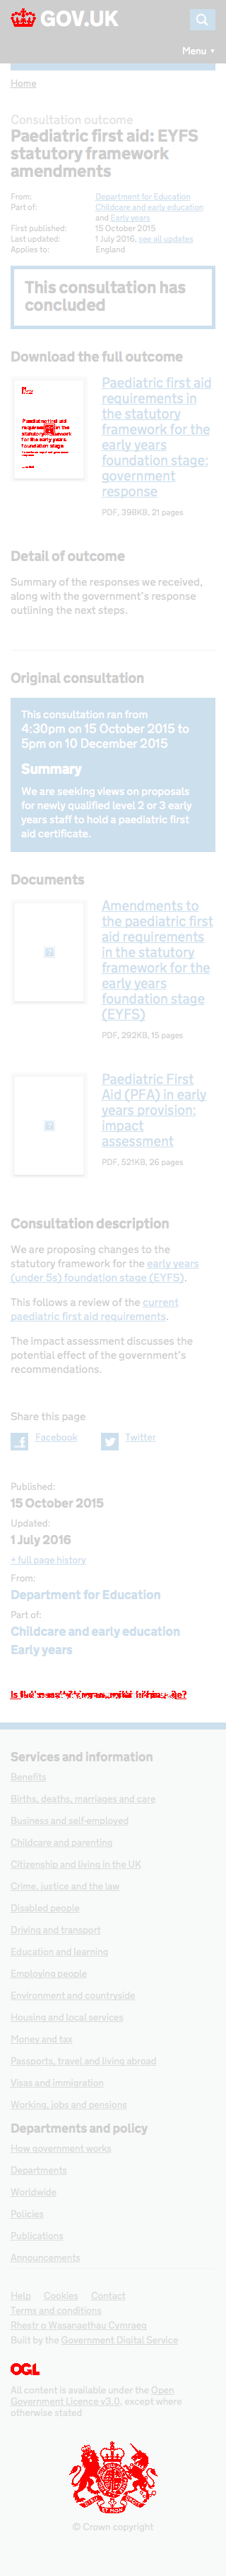 GOV.UK
Menu ▼
Home
Consultation outcome
Paediatric first aid: EYFS
statutory framework
amendments
From: Department for Education
Part of: Childcare and early education
and Early years
First published: 15 October 2015
Last updated: 1 July 2016, see all updates
Applies to: England
This consultation has
concluded
Download the full outcome
Paediatric first aid
requirements in
the statutory
framework for the
early years
foundation stage:
government
response
Paediatric first aid
requirements in
the statutory framework
for the early years
foundation stage
PDF, 398KB, 21 pages
Detail of outcome
Summary of the responses we received,
along with the government's response
outlining the next steps.
Original consultation
This consultation ran from
4:30pm on 15 October 2015 to
5pm on 10 December 2015
Summary
We are seeking views on proposals
for newly qualified level 2 or 3 early
years staff to hold a paediatric first
aid certificate.
Documents
Amendments to
the paediatric first
aid requirements
in the statutory
framework for the
early years
foundation stage
(EYFS)
PDF, 292KB, 15 pages
Paediatric First
Aid (PFA) in early
years provision:
impact
assessment
PDF, 521KB, 26 pages
Consultation description
We are proposing changes to the
statutory framework for the early years
(under 5s) foundation stage (EYFS).
This follows a review of the current
paediatric first aid requirements.
The impact assessment discusses the
potential effect of the government's
recommendations.
Share this page
Facebook Twitter
Published:
15 October 2015
Updated:
1 July 2016
+ full page history
From:
Department for Education
Part of:
Childcare and early education
Early years
Services and information
Benefits
Births, deaths, marriages and care
Business and self-employed
Childcare and parenting
Citizenship and living in the UK
Crime, justice and the law
Disabled people
Driving and transport
Education and learning
Employing people
Environment and countryside
Housing and local services
Money and tax
Passports, travel and living abroad
Visas and immigration
Working, jobs and pensions
Departments and policy
How government works
Departments
Worldwide
Policies
Publications
Announcements
Help Cookies Contact
Terms and conditions
Rhestr o Wasanaethau Cymraeg
Built by the Government Digital Service
OGL
All content is available under the Open
Government Licence v3.0, except where
otherwise stated
© Crown copyright